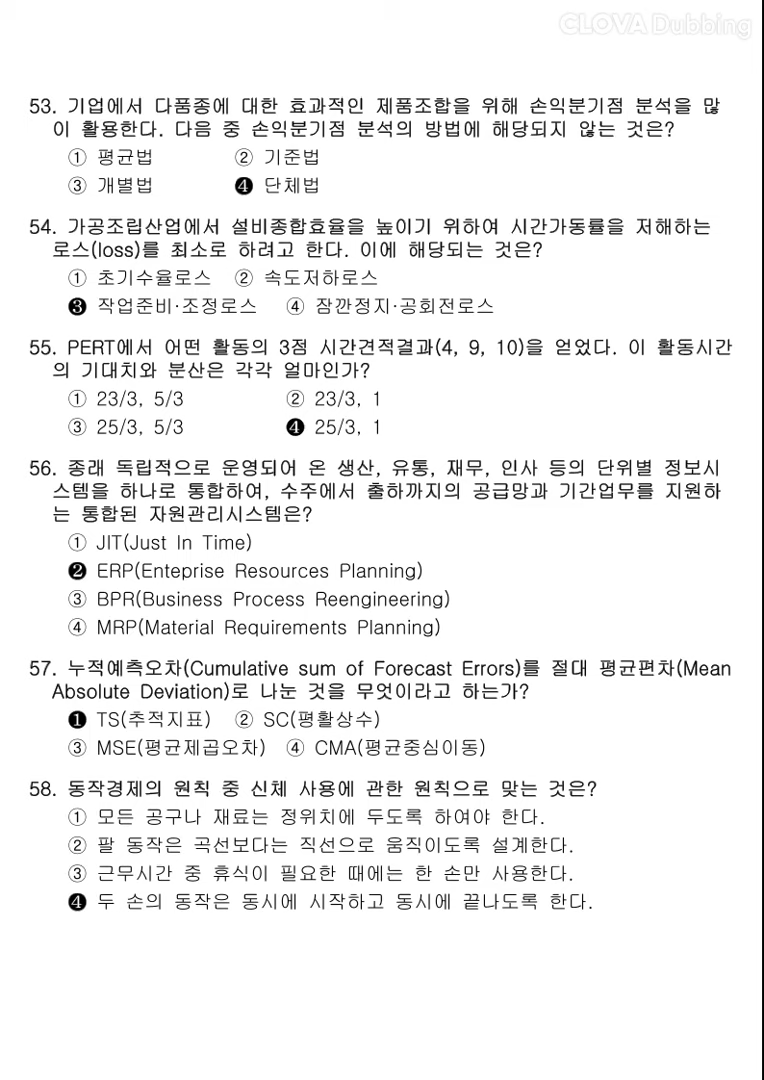 CLOVA Dubbing
53. 기업에서 다품종에 대한 효과적인 제품조합을 위해 손익분기점 분석을 많
이 활용한다. 다음 중 손익분기점 분석의 방법에 해당되지 않는 것은?
① 평균법 ② 기준법
③ 개별법 ❹ 단체법
54. 가공조립산업에서 설비종합효율을 높이기 위하여 시간가동률을 저해하는
로스(loss)를 최소로 하려고 한다. 이에 해당되는 것은?
① 초기수율로스 ② 속도저하로스
❸ 작업준비·조정로스 ④ 잠깐정지·공회전로스
55. PERT에서 어떤 활동의 3점 시간견적결과(4, 9, 10)을 얻었다. 이 활동시간
의 기대치와 분산은 각각 얼마인가?
① 23/3, 5/3 ② 23/3, 1
③ 25/3, 5/3 ❹ 25/3, 1
56. 종래 독립적으로 운영되어 온 생산, 유통, 재무, 인사 등의 단위별 정보시
스템을 하나로 통합하여, 수주에서 출하까지의 공급망과 기간업무를 지원하
는 통합된 자원관리시스템은?
① JIT(Just In Time)
❷ ERP(Enteprise Resources Planning)
③ BPR(Business Process Reengineering)
④ MRP(Material Requirements Planning)
57. 누적예측오차(Cumulative sum of Forecast Errors)를 절대 평균편차(Mean
Absolute Deviation)로 나눈 것을 무엇이라고 하는가?
❶ TS(추적지표) ② SC(평활상수)
③ MSE(평균제곱오차) ④ CMA(평균중심이동)
58. 동작경제의 원칙 중 신체 사용에 관한 원칙으로 맞는 것은?
① 모든 공구나 재료는 정위치에 두도록 하여야 한다.
② 팔 동작은 곡선보다는 직선으로 움직이도록 설계한다.
③ 근무시간 중 휴식이 필요한 때에는 한 손만 사용한다.
❹ 두 손의 동작은 동시에 시작하고 동시에 끝나도록 한다.